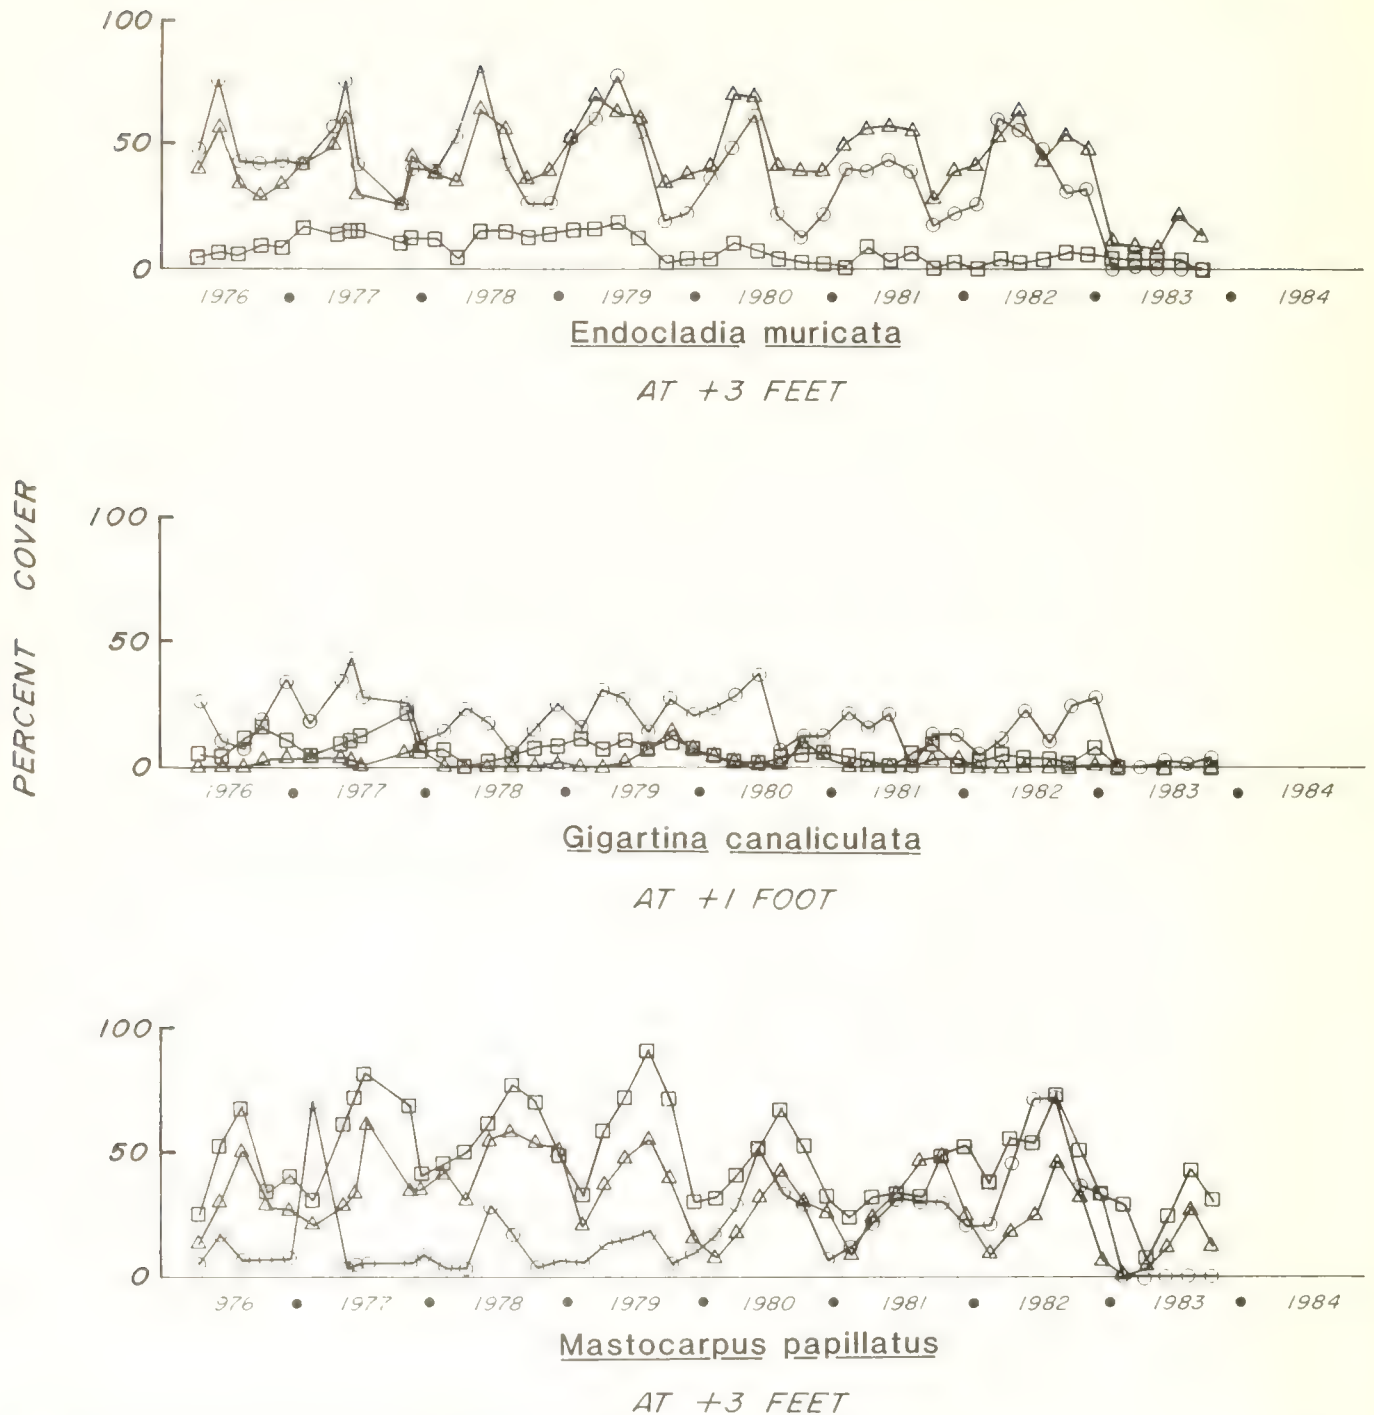 PERCENT COVER
100
50
0
1976 • 1977 • 1978 • 1979 • 1980 • 1981 • 1982 • 1983 • 1984
Endocladia muricata
AT +3 FEET
100
50
0
1976 • 1977 • 1978 • 1979 • 1980 • 1981 • 1982 • 1983 • 1984
Gigartina canaliculata
AT +1 FOOT
100
50
0
976 • 1977 • 1978 • 1979 • 1980 • 1981 • 1982 • 1983 • 1984
Mastocarpus papillatus
AT +3 FEET